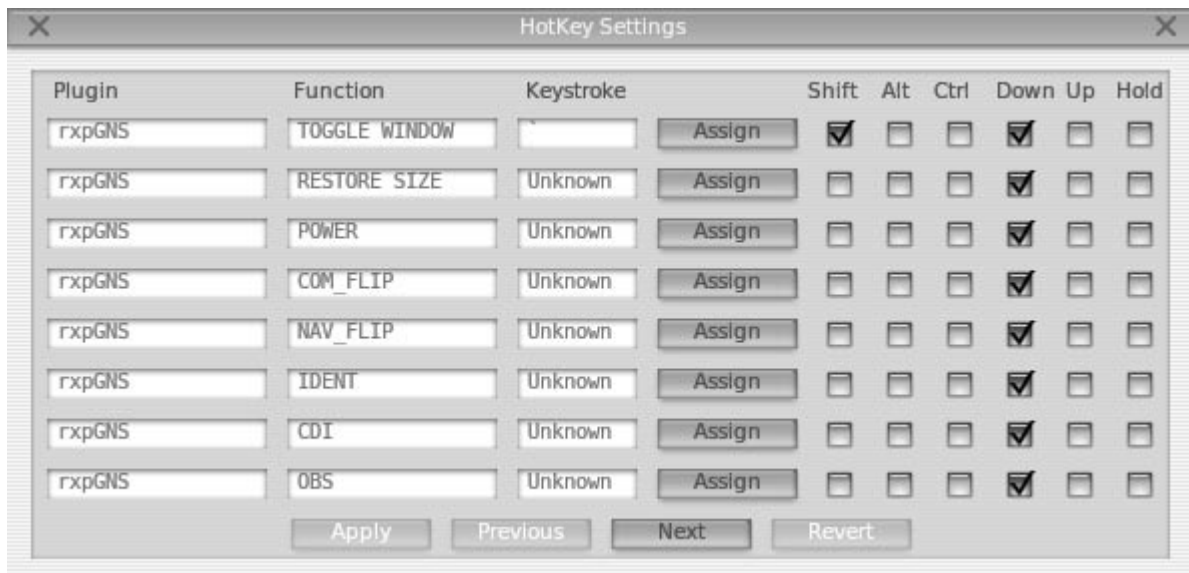 HotKey Settings
Plugin Function Keystroke Shift Alt Ctrl Down Up Hold
rxpGNS TOGGLE WINDOW ` Assign
rxpGNS RESTORE SIZE Unknown Assign
rxpGNS POWER Unknown Assign
rxpGNS COM_FLIP Unknown Assign
rxpGNS NAV_FLIP Unknown Assign
rxpGNS IDENT Unknown Assign
rxpGNS CDI Unknown Assign
rxpGNS OBS Unknown Assign
Apply Previous Next Revert